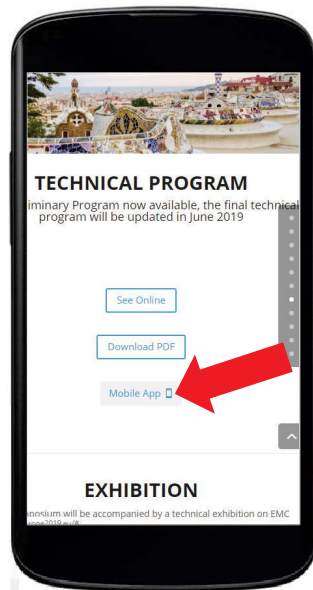 TECHNICAL PROGRAM
iminary Program now available, the final technical
program will be updated in June 2019
See Online
Download PDF
Mobile App
EXHIBITION
posium will be accompanied by a technical exhibition on EMC